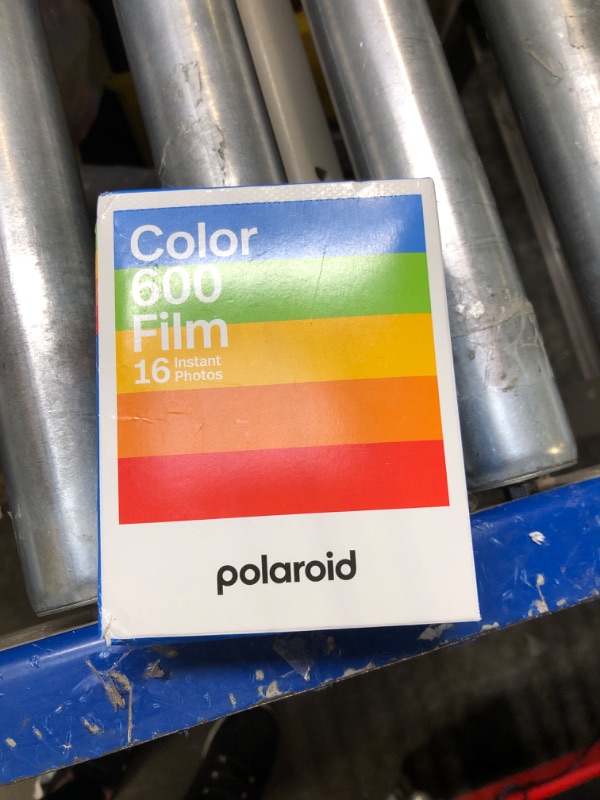 Color
600
Film
16 Instant
Photos
polaroid